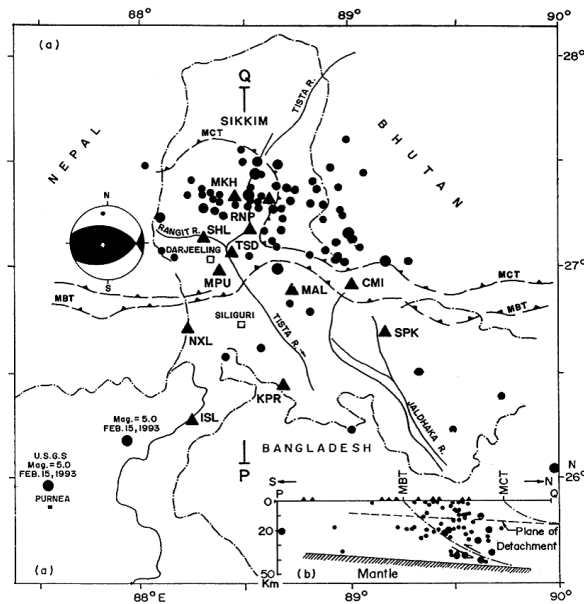 88° 89° 90°
(a)
28°
Q
SIKKIM
TISTA R.
NEPAL
BHUTAN
MCT
MKH
N
RNP
RANGIT R.
SHL
DARJEELING
TSD
27°
S
MPU
MAL
CMI
MCT
MBT
MBT
SILIGURI
TISTA R.
NXL
SPK
KPR
JALDHAKA R.
Mag. = 5.0
FEB. 15, 1993
ISL
U.S.G.S
Mag. = 5.0
FEB. 15, 1993
PURNEA
BANGLADESH
P
26°
S N
P MBT MCT Q
0
20
Plane of
Detachment
50
Km
(a)
(b)
Mantle
88°E 89° 90°